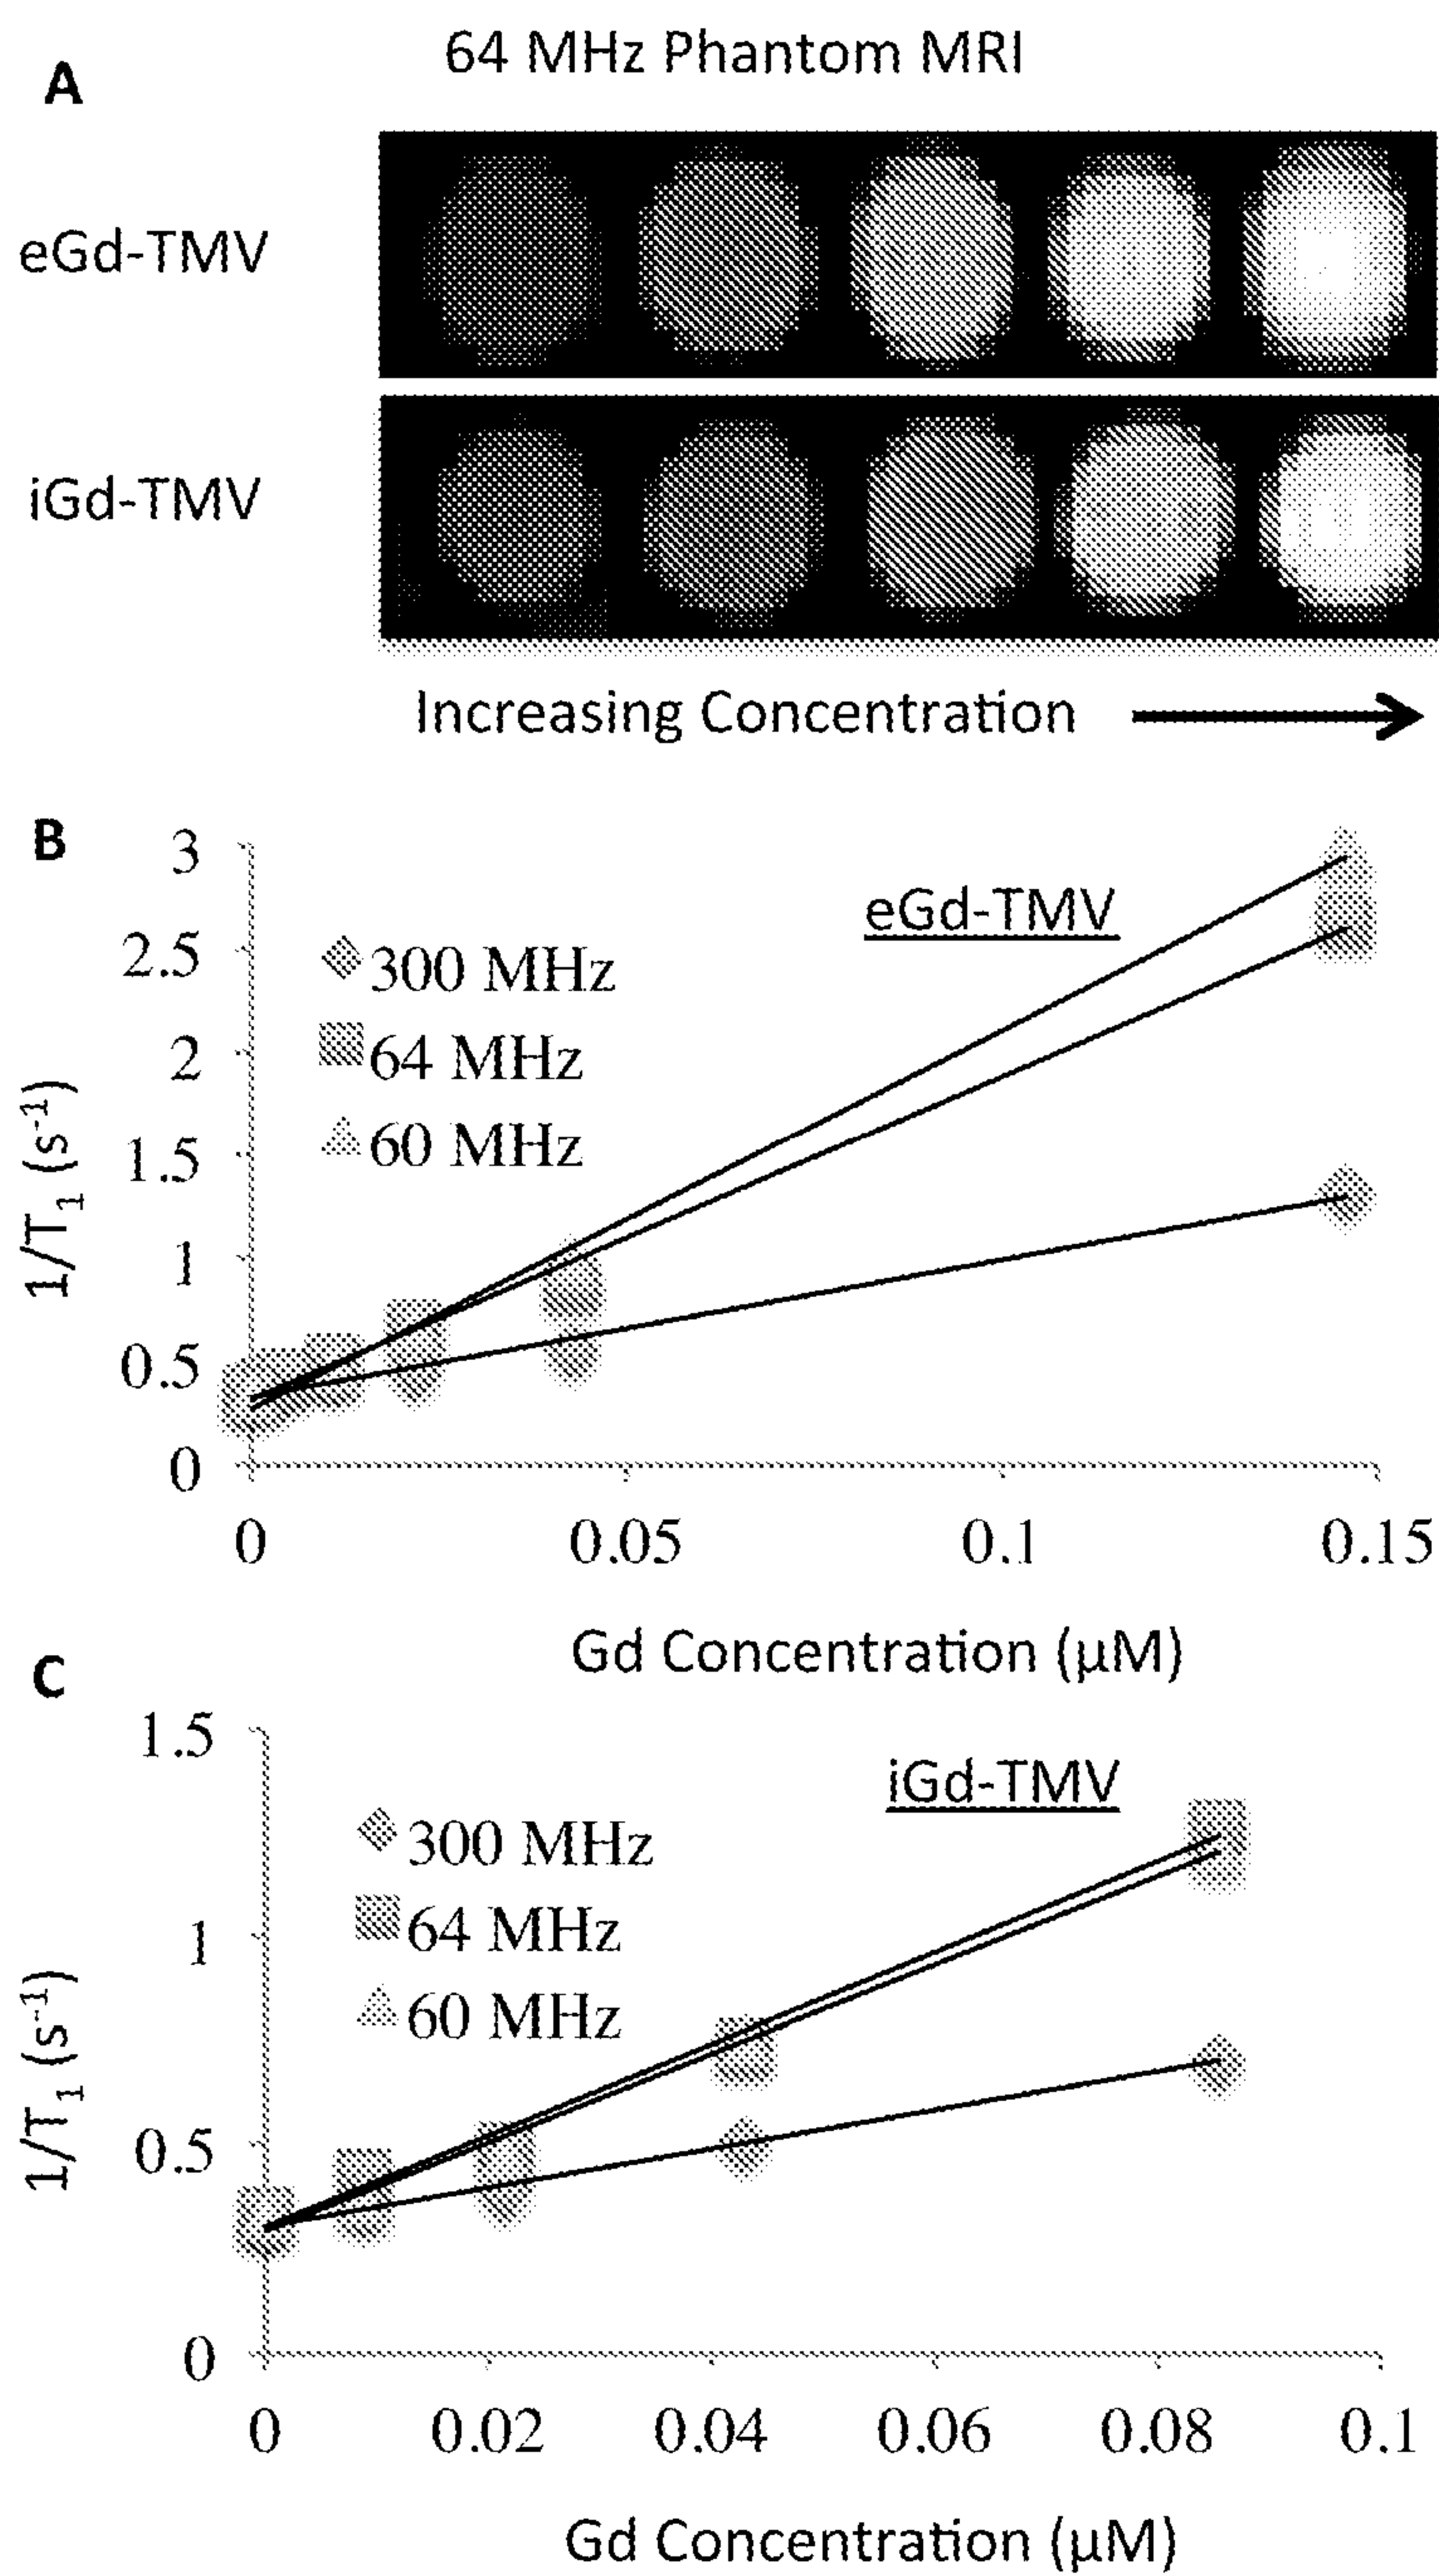 A
64 MHz Phantom MRI
eGd-TMV
iGd-TMV
Increasing Concentration
B
3
2.5
2
1.5
1
0.5
0
1/T₁ (s⁻¹)
eGd-TMV
300 MHz
64 MHz
60 MHz
0 0.05 0.1 0.15
Gd Concentration (µM)
C
1.5
1
0.5
0
1/T₁ (s⁻¹)
iGd-TMV
300 MHz
64 MHz
60 MHz
0 0.02 0.04 0.06 0.08 0.1
Gd Concentration (µM)